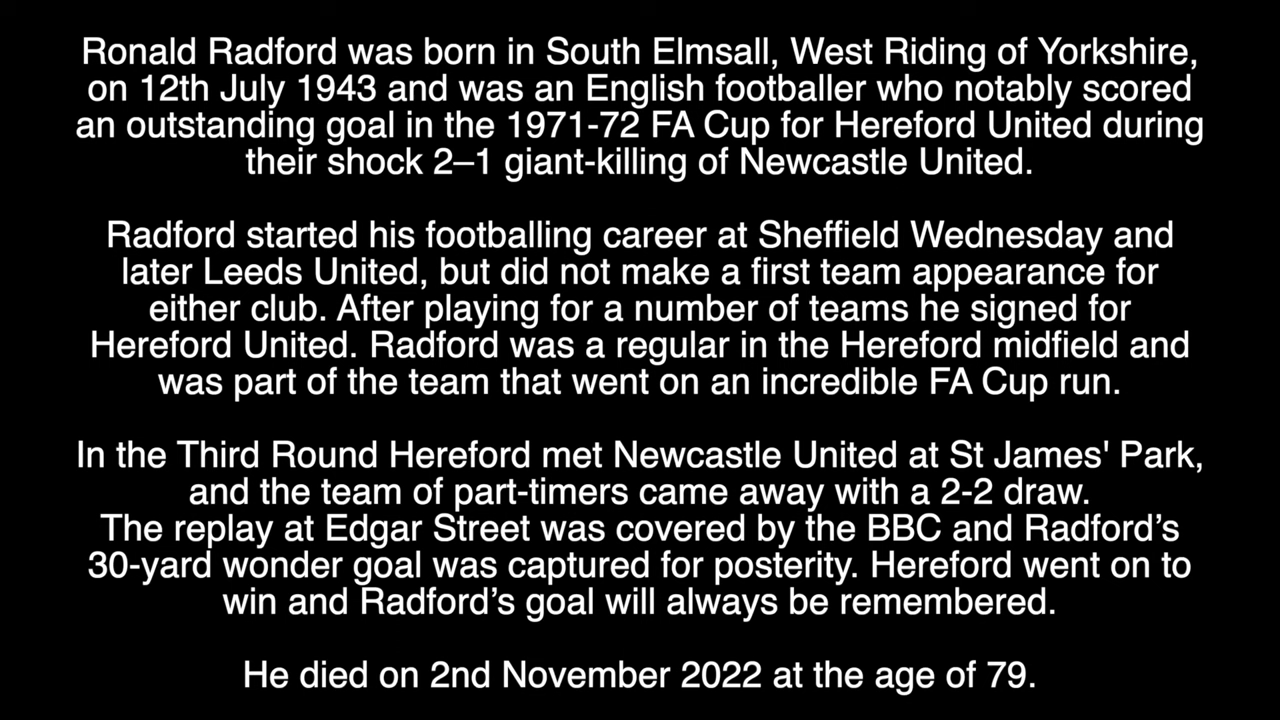 Ronald Radford was born in South Elmsall, West Riding of Yorkshire,
on 12th July 1943 and was an English footballer who notably scored
an outstanding goal in the 1971-72 FA Cup for Hereford United during
their shock 2–1 giant-killing of Newcastle United.
Radford started his footballing career at Sheffield Wednesday and
later Leeds United, but did not make a first team appearance for
either club. After playing for a number of teams he signed for
Hereford United. Radford was a regular in the Hereford midfield and
was part of the team that went on an incredible FA Cup run.
In the Third Round Hereford met Newcastle United at St James' Park,
and the team of part-timers came away with a 2-2 draw.
The replay at Edgar Street was covered by the BBC and Radford’s
30-yard wonder goal was captured for posterity. Hereford went on to
win and Radford’s goal will always be remembered.
He died on 2nd November 2022 at the age of 79.